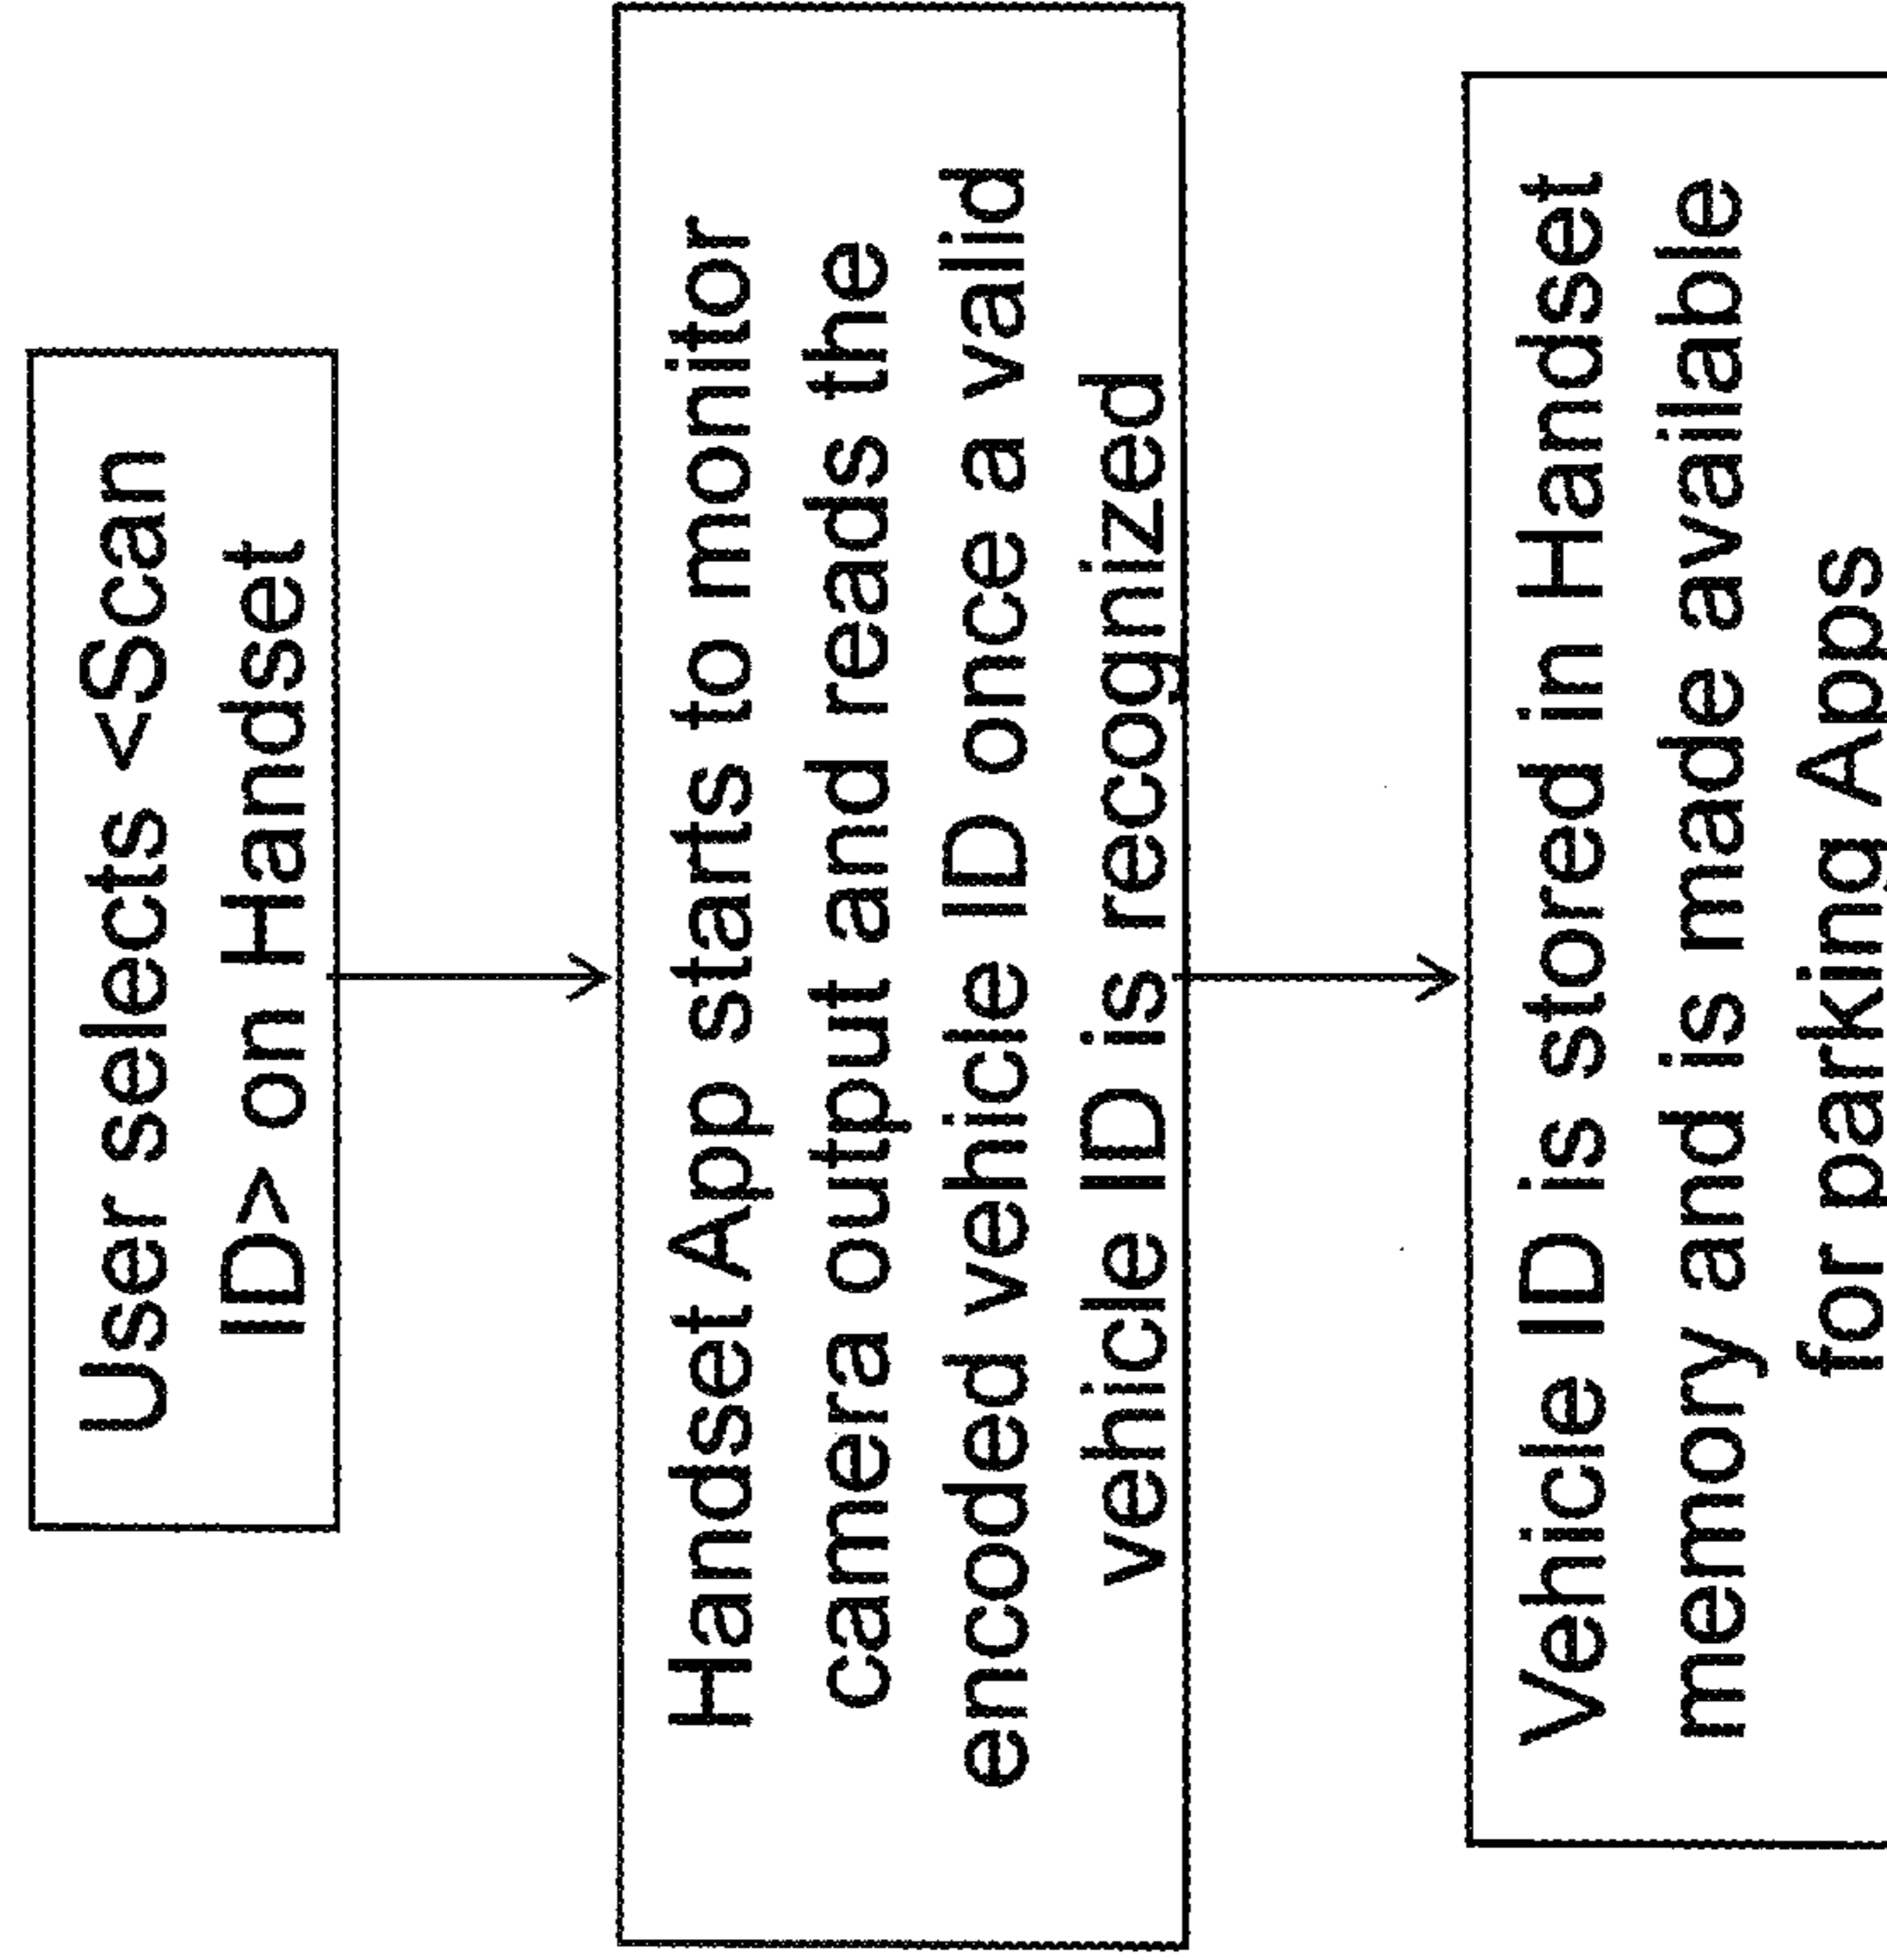 User selects <Scan
ID> on Handset
Handset App starts to monitor
camera output and reads the
encoded vehicle ID once a valid
vehicle ID is recognized
Vehicle ID is stored in Handset
memory and is made available
for parking Apps